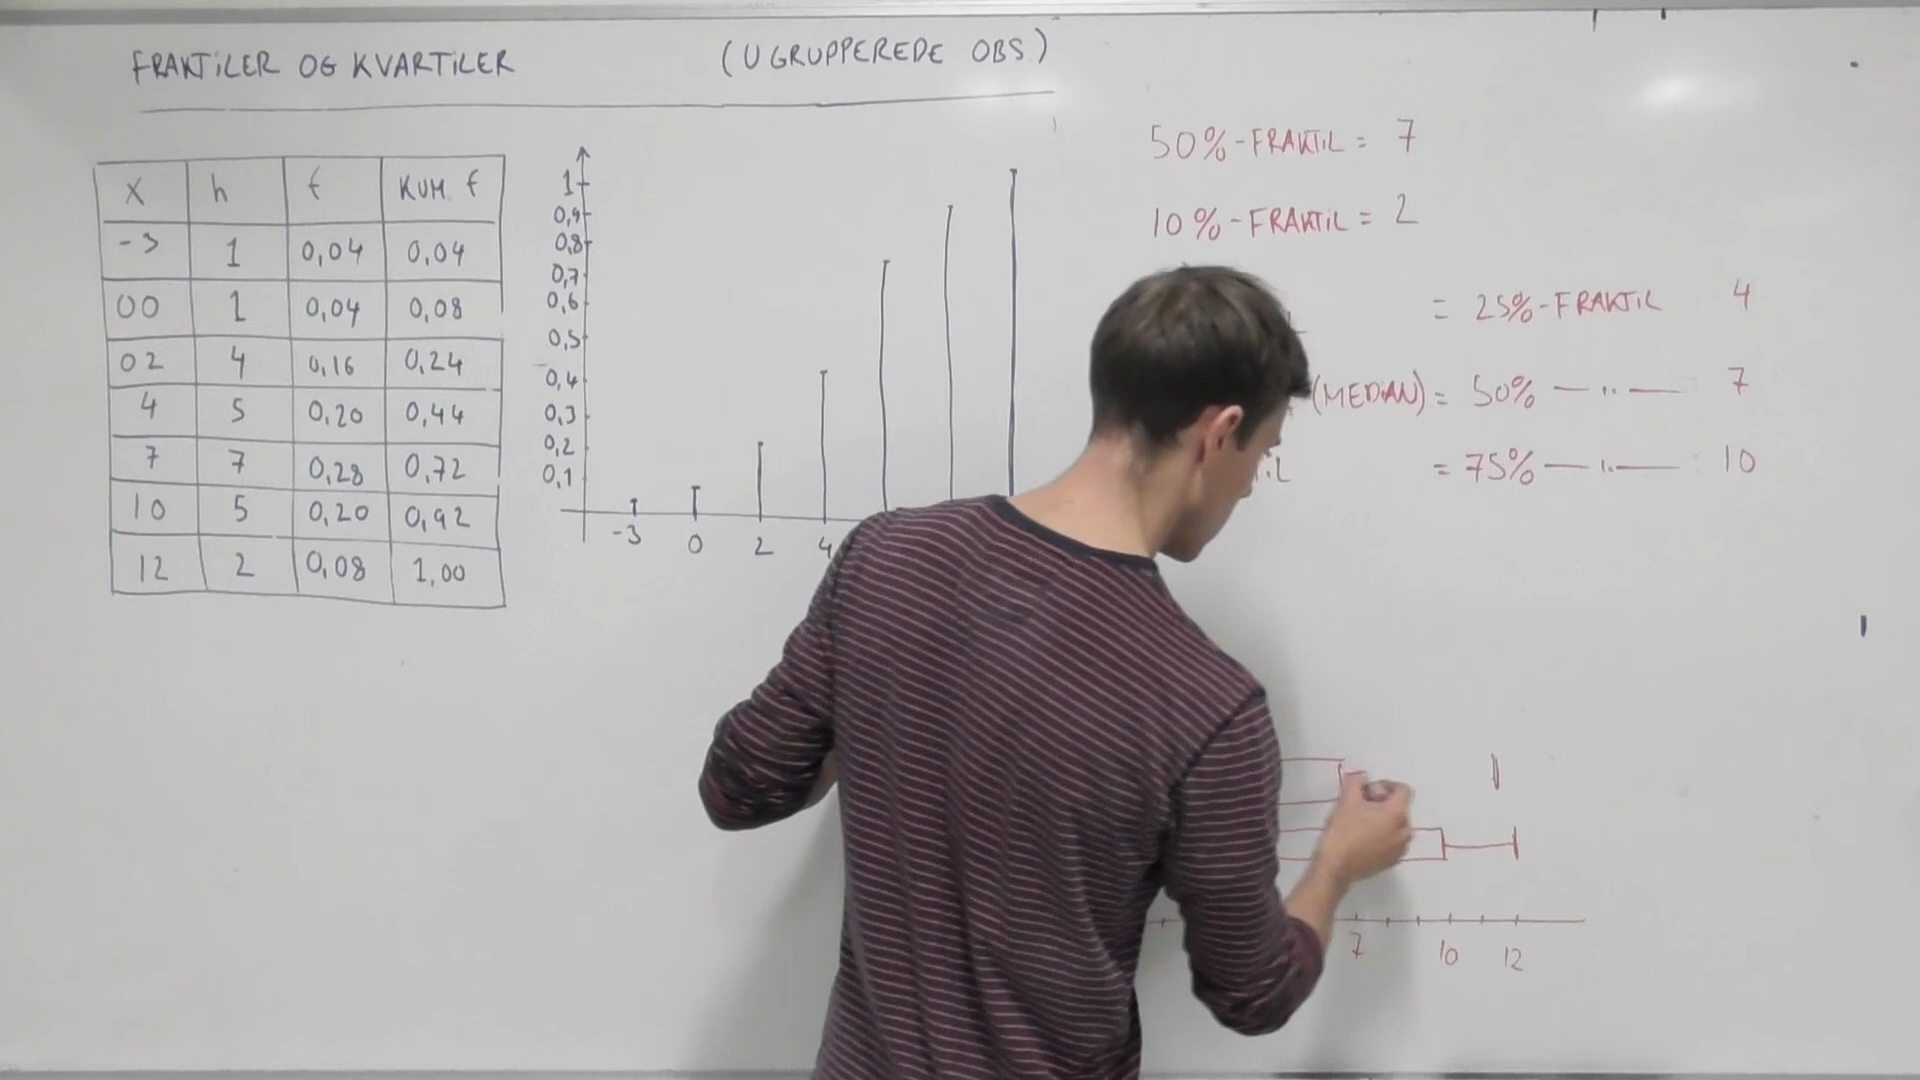 FRAKTILER OG KVARTILER (UGRUPPEREDE OBS)
x h f KUM. f
-3 1 0,04 0,04
00 1 0,04 0,08
02 4 0,16 0,24
4 5 0,20 0,44
7 7 0,28 0,72
10 5 0,20 0,92
12 2 0,08 1,00
1
0,9
0,8
0,7
0,6
0,5
0,4
0,3
0,2
0,1
-3 0 2 4
50%-FRAKTIL = 7
10%-FRAKTIL = 2
= 25%-FRAKTIL 4
(MEDIAN) = 50% — " — 7
= 75% — " — 10
7 10 12